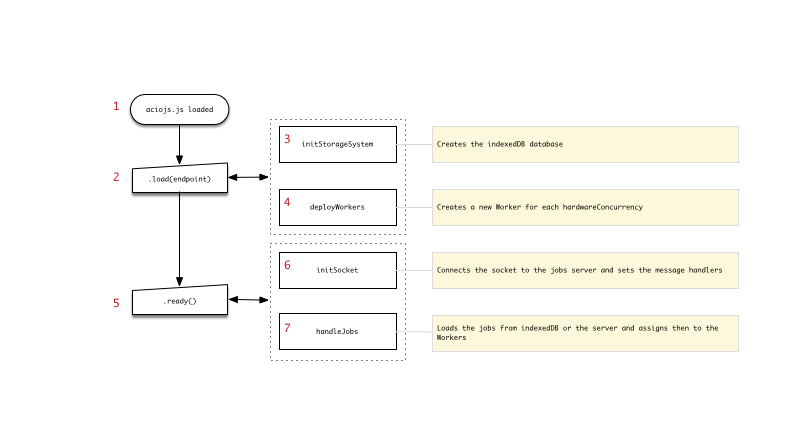 1
aciojs.js loaded
3
initStorageSystem
Creates the indexedDB database
2
.load(endpoint)
4
deployWorkers
Creates a new Worker for each hardwareConcurrency
6
initSocket
Connects the socket to the jobs server and sets the message handlers
5
.ready()
7
handleJobs
Loads the jobs from indexedDB or the server and assigns then to the
Workers